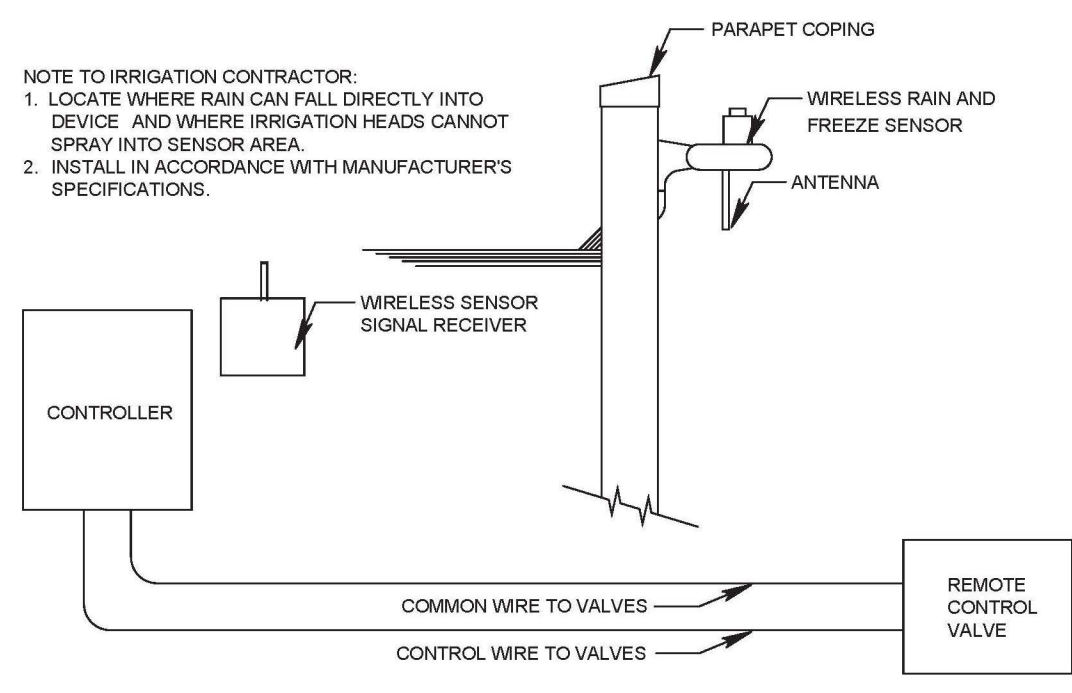 PARAPET COPING
NOTE TO IRRIGATION CONTRACTOR:
1. LOCATE WHERE RAIN CAN FALL DIRECTLY INTO
DEVICE AND WHERE IRRIGATION HEADS CANNOT
SPRAY INTO SENSOR AREA.
2. INSTALL IN ACCORDANCE WITH MANUFACTURER'S
SPECIFICATIONS.
WIRELESS RAIN AND
FREEZE SENSOR
ANTENNA
WIRELESS SENSOR
SIGNAL RECEIVER
CONTROLLER
COMMON WIRE TO VALVES
CONTROL WIRE TO VALVES
REMOTE
CONTROL
VALVE